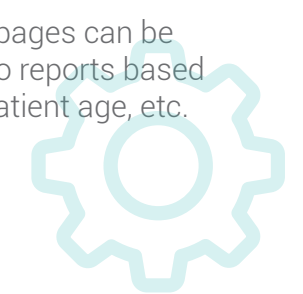 pages can be
o reports based
atient age, etc.